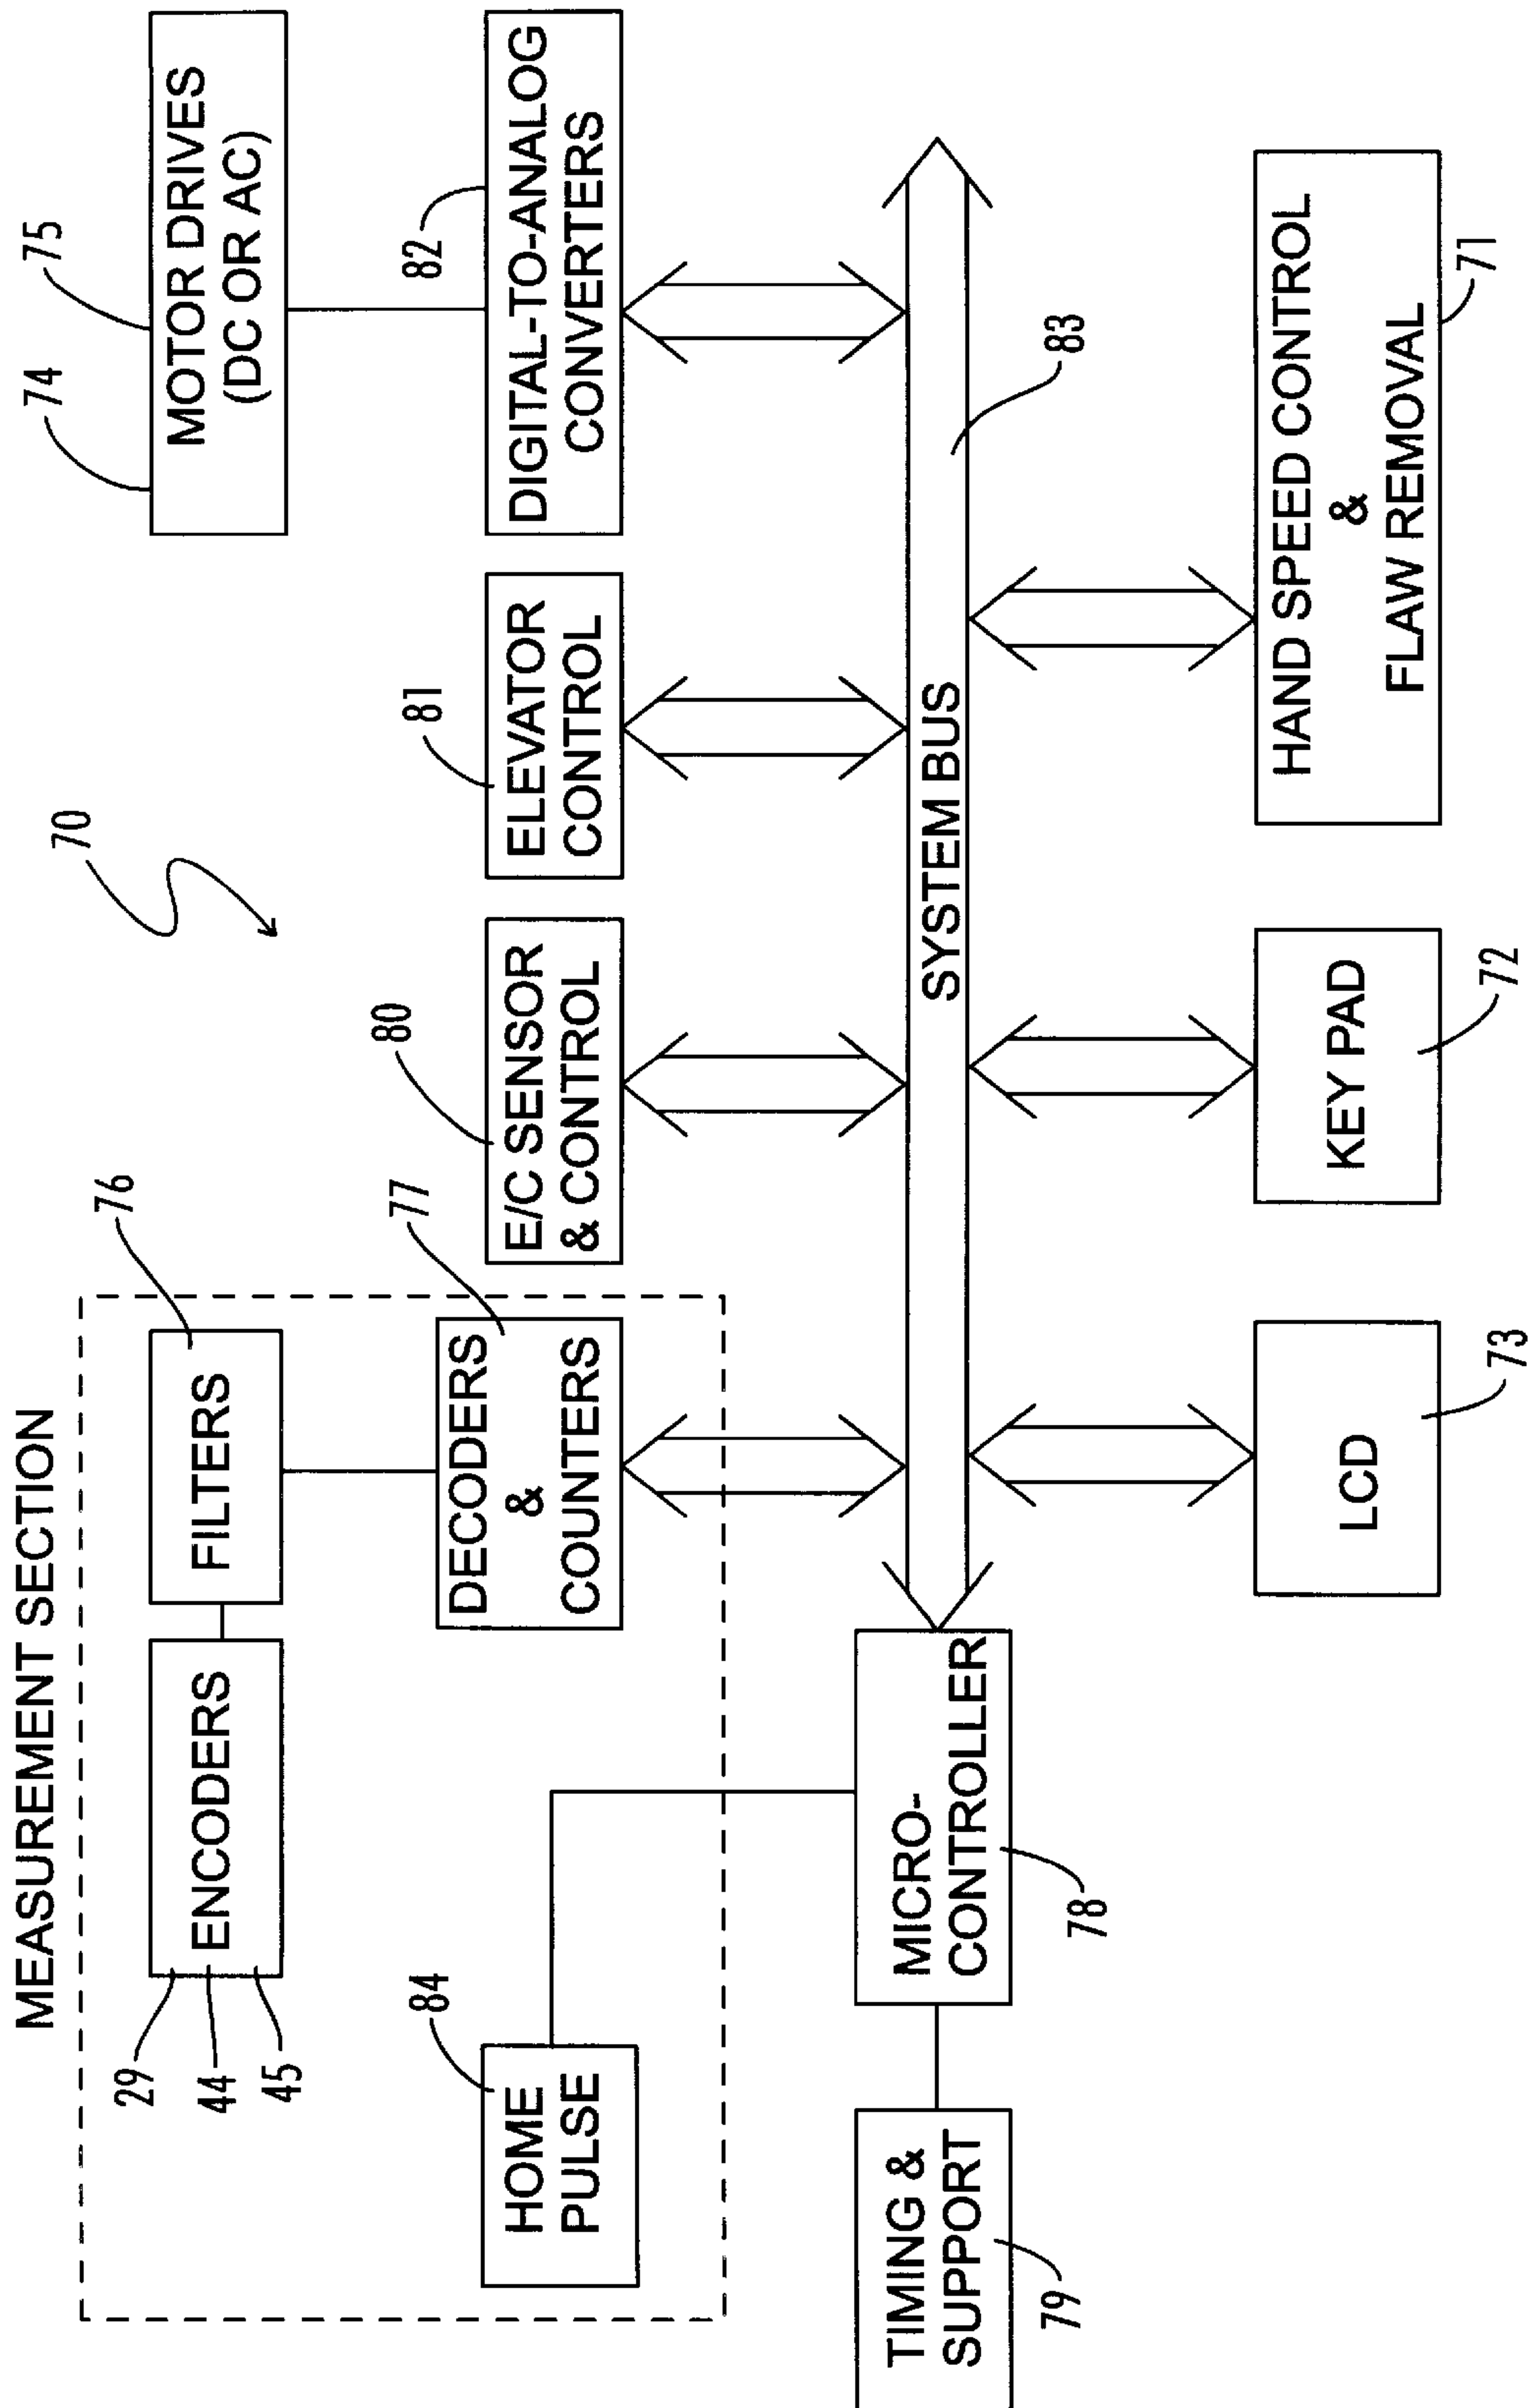 MEASUREMENT SECTION
29
44
45
ENCODERS
FILTERS
76
70
74
75
MOTOR DRIVES
(DC OR AC)
84
HOME
PULSE
DECODERS
&
COUNTERS
77
80
E/C SENSOR
& CONTROL
81
ELEVATOR
CONTROL
82
DIGITAL-TO-ANALOG
CONVERTERS
TIMING &
SUPPORT
79
MICRO-
CONTROLLER
78
SYSTEM BUS
83
LCD
73
KEY PAD
72
HAND SPEED CONTROL
&
FLAW REMOVAL
71